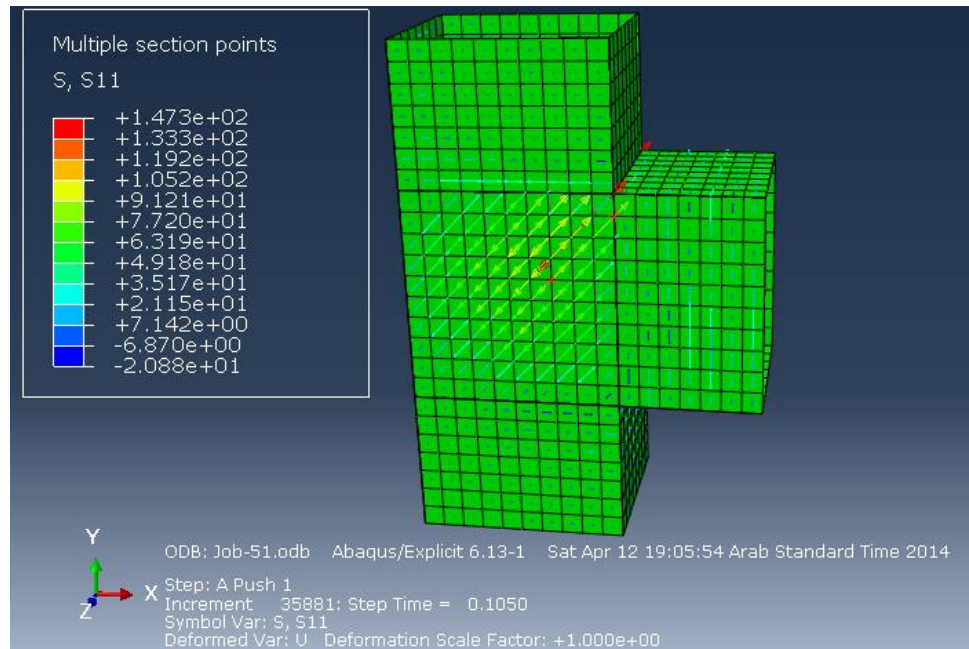 Multiple section points
S, S11
+1.473e+02
+1.333e+02
+1.192e+02
+1.052e+02
+9.121e+01
+7.720e+01
+6.319e+01
+4.918e+01
+3.517e+01
+2.115e+01
+7.142e+00
-6.870e+00
-2.088e+01
Y
X
Z
ODB: Job-51.odb Abaqus/Explicit 6.13-1 Sat Apr 12 19:05:54 Arab Standard Time 2014
Step: A Push 1
Increment 35881: Step Time = 0.1050
Symbol Var: S, S11
Deformed Var: U Deformation Scale Factor: +1.000e+00